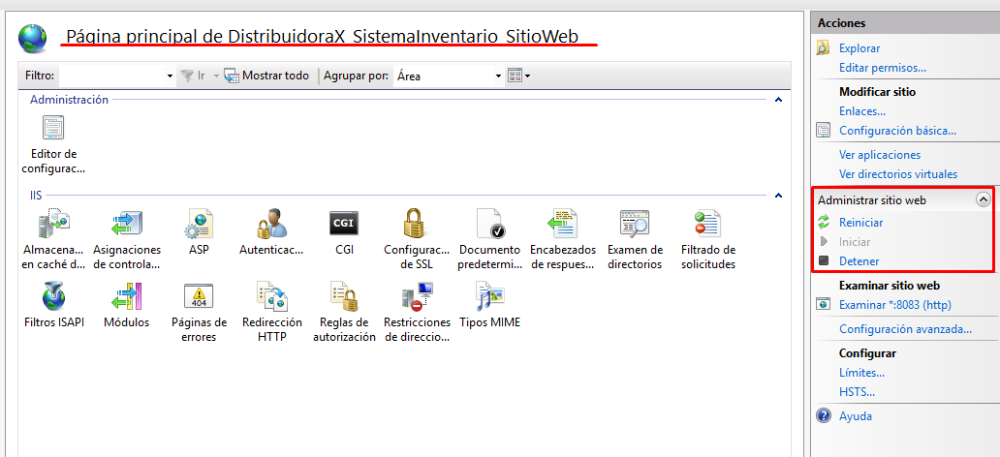 Página principal de DistribuidoraX_SistemaInventario_SitioWeb
Filtro:
Ir
Mostrar todo
Agrupar por:
Área
Administración
Editor de
configurac...
IIS
Almacena...
en caché d...
Asignaciones
de controla...
ASP
Autenticac...
CGI
CGI
Configurac...
de SSL
Documento
predetermi...
Encabezados
de respues...
Examen de
directorios
Filtrado de
solicitudes
Filtros ISAPI
Módulos
404
Páginas de
errores
Redirección
HTTP
Reglas de
autorización
Restricciones
de direccio...
Tipos MIME
Acciones
Explorar
Editar permisos...
Modificar sitio
Enlaces...
Configuración básica...
Ver aplicaciones
Ver directorios virtuales
Administrar sitio web
Reiniciar
Iniciar
Detener
Examinar sitio web
Examinar *:8083 (http)
Configuración avanzada...
Configurar
Límites...
HSTS...
Ayuda